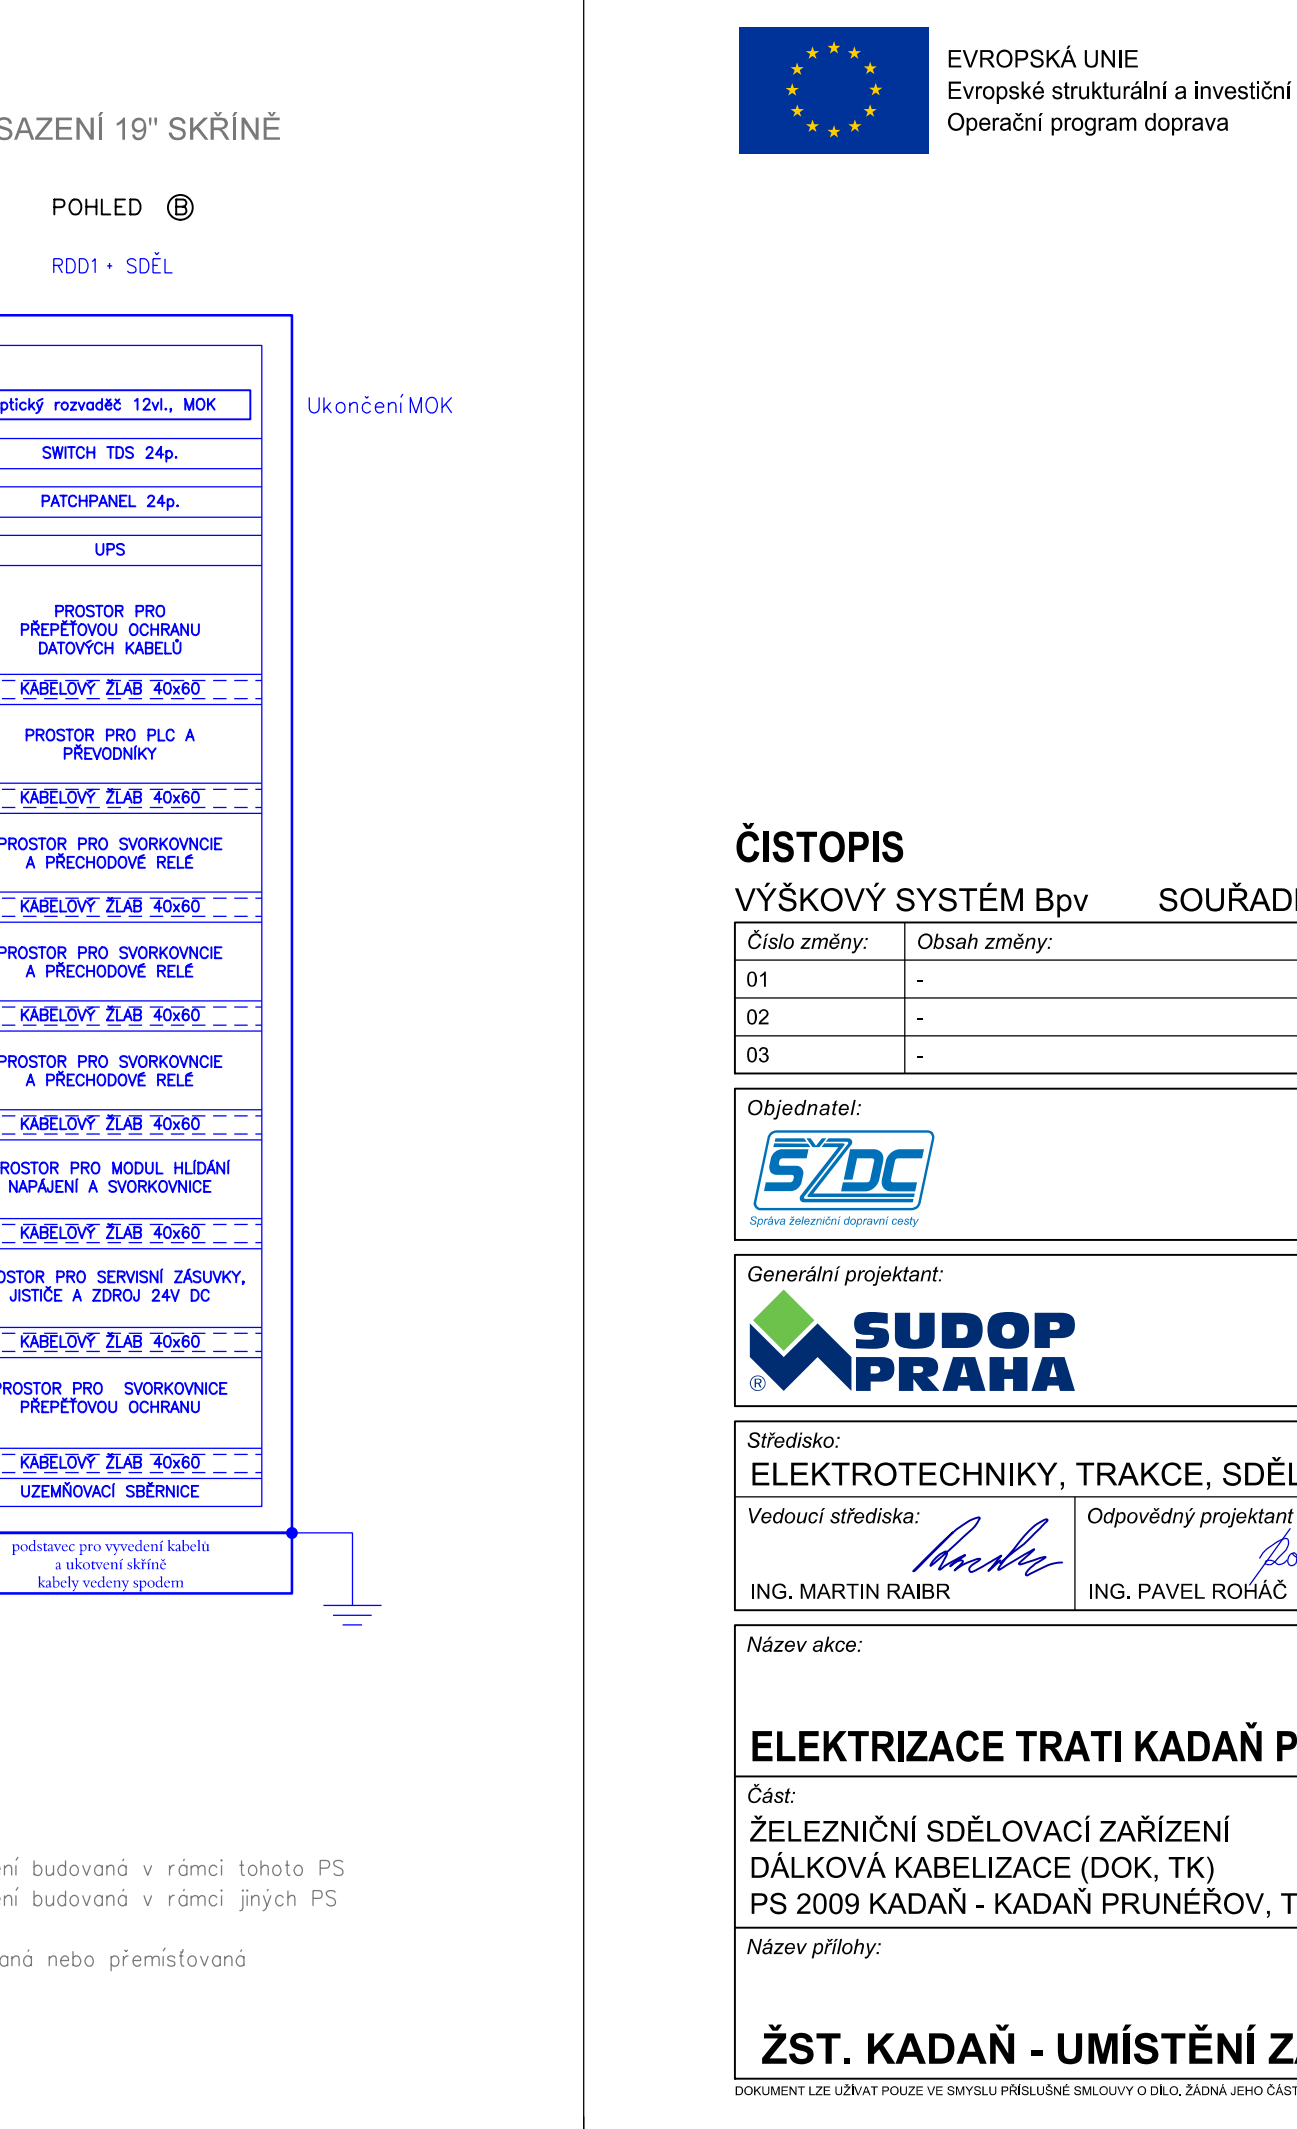 SAZENÍ 19" SKŘÍNĚ
POHLED B
RDD1 + SDĚL
ptický rozvaděč 12vl., MOK
Ukončení MOK
SWITCH TDS 24p.
PATCHPANEL 24p.
UPS
PROSTOR PRO
PŘEPĚŤOVOU OCHRANU
DATOVÝCH KABELŮ
KABELOVÝ ŽLAB 40x60
PROSTOR PRO PLC A
PŘEVODNÍKY
KABELOVÝ ŽLAB 40x60
PROSTOR PRO SVORKOVNCIE
A PŘECHODOVÉ RELÉ
KABELOVÝ ŽLAB 40x60
PROSTOR PRO SVORKOVNCIE
A PŘECHODOVÉ RELÉ
KABELOVÝ ŽLAB 40x60
PROSTOR PRO SVORKOVNCIE
A PŘECHODOVÉ RELÉ
KABELOVÝ ŽLAB 40x60
ROSTOR PRO MODUL HLÍDÁNÍ
NAPÁJENÍ A SVORKOVNICE
KABELOVÝ ŽLAB 40x60
OSTOR PRO SERVISNÍ ZÁSUVKY,
JISTIČE A ZDROJ 24V DC
KABELOVÝ ŽLAB 40x60
PROSTOR PRO SVORKOVNICE
PŘEPĚŤOVOU OCHRANU
KABELOVÝ ŽLAB 40x60
UZEMŇOVACÍ SBĚRNICE
podstavec pro vyvedení kabelů
a ukotvení skříně
kabely vedeny spodem
ení budovaná v rámci tohoto PS
ení budovaná v rámci jiných PS
aná nebo přemísťovaná
EVROPSKÁ UNIE
Evropské strukturální a investiční
Operační program doprava
ČISTOPIS
VÝŠKOVÝ SYSTÉM Bpv SOUŘADN
Číslo změny: Obsah změny:
01 -
02 -
03 -
Objednatel:
SŽDC
Správa železniční dopravní cesty
Generální projektant:
SUDOP
PRAHA
®
Středisko:
ELEKTROTECHNIKY, TRAKCE, SDĚL
Vedoucí střediska: Odpovědný projektant
ING. MARTIN RAIBR ING. PAVEL ROHÁČ
Název akce:
ELEKTRIZACE TRATI KADAŇ P
Část:
ŽELEZNIČNÍ SDĚLOVACÍ ZAŘÍZENÍ
DÁLKOVÁ KABELIZACE (DOK, TK)
PS 2009 KADAŇ - KADAŇ PRUNÉŘOV, T
Název přílohy:
ŽST. KADAŇ - UMÍSTĚNÍ ZA
DOKUMENT LZE UŽÍVAT POUZE VE SMYSLU PŘÍSLUŠNÉ SMLOUVY O DÍLO. ŽÁDNÁ JEHO ČÁST